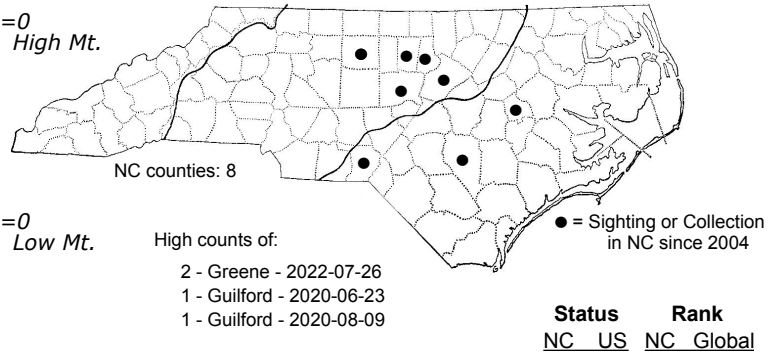 =0
High Mt.
NC counties: 8
=0
Low Mt.
High counts of:
2 - Greene - 2022-07-26
1 - Guilford - 2020-06-23
1 - Guilford - 2020-08-09
= Sighting or Collection
in NC since 2004
Status Rank
NC US NC Global